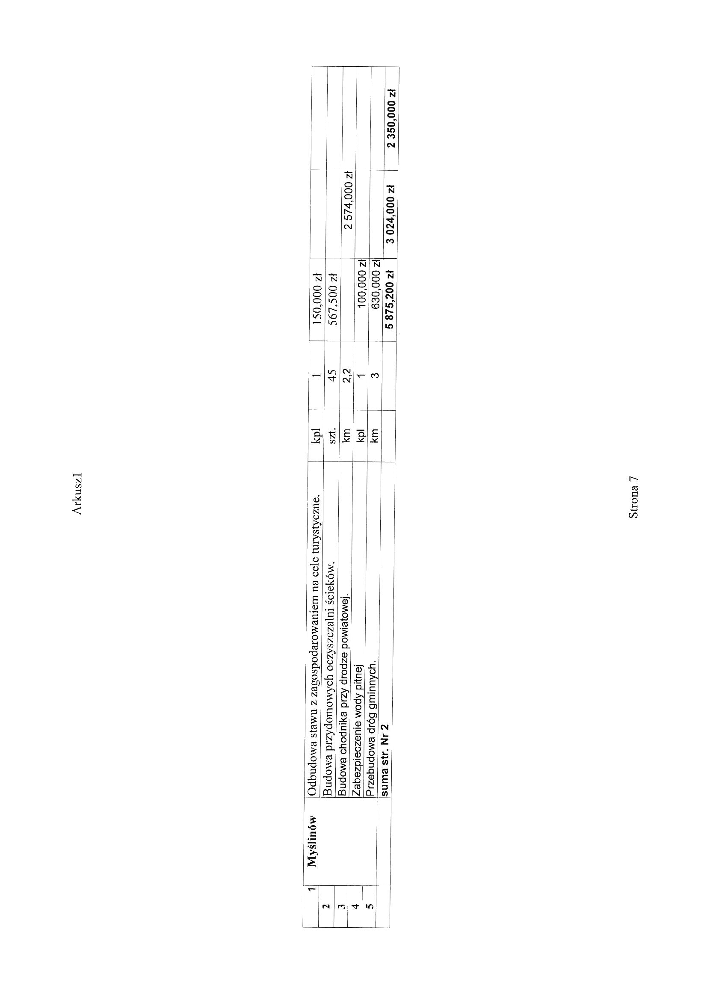 Arkusz1
1 Myślinów Odbudowa stawu z zagospodarowaniem na cele turystyczne. kpl 1 150,000 zł
2 Budowa przydomowych oczyszczalni ścieków. szt. 45 567,500 zł
3 Budowa chodnika przy drodze powiatowej. km 2,2 2 574,000 zł
4 Zabezpieczenie wody pitnej kpl 1 100,000 zł
5 Przebudowa dróg gminnych. km 3 630,000 zł
suma str. Nr 2 5 875,200 zł 3 024,000 zł 2 350,000 zł
Strona 7